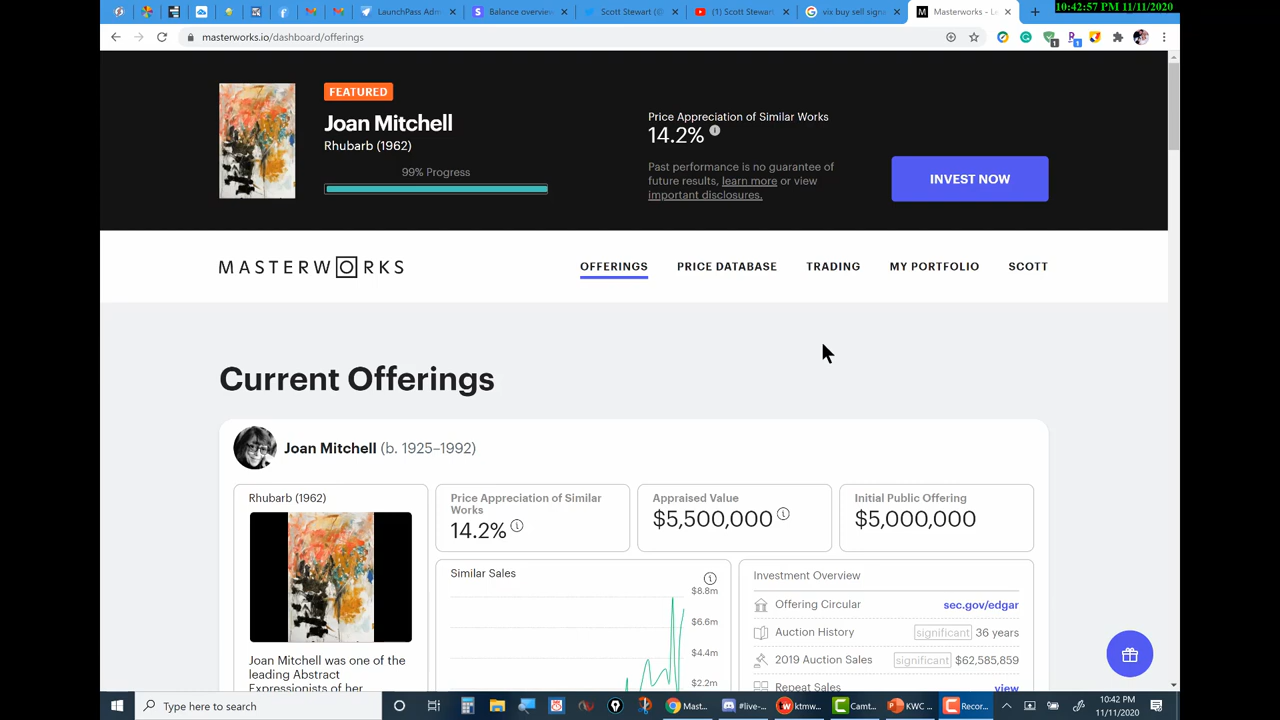 10:42:57 PM 11/11/2020
LaunchPass Adm
Balance overview
Scott Stewart (@
(1) Scott Stewart
vix buy sell signa
Masterworks - Le
masterworks.io/dashboard/offerings
FEATURED
Joan Mitchell
Rhubarb (1962)
99% Progress
Price Appreciation of Similar Works
14.2%
Past performance is no guarantee of
future results, learn more or view
important disclosures.
INVEST NOW
MASTERWORKS
OFFERINGS
PRICE DATABASE
TRADING
MY PORTFOLIO
SCOTT
Current Offerings
Joan Mitchell (b. 1925–1992)
Rhubarb (1962)
Joan Mitchell was one of the
leading Abstract
Expressionists of her
Price Appreciation of Similar
Works
14.2%
Appraised Value
$5,500,000
Initial Public Offering
$5,000,000
Similar Sales
$8.8m
$6.6m
$4.4m
$2.2m
Investment Overview
Offering Circular sec.gov/edgar
Auction History significant 36 years
2019 Auction Sales significant $62,585,859
Repeat Sales view
Type here to search
Mast...
#live-...
ktmw...
Camt...
KWC ...
Recor...
10:42 PM
11/11/2020